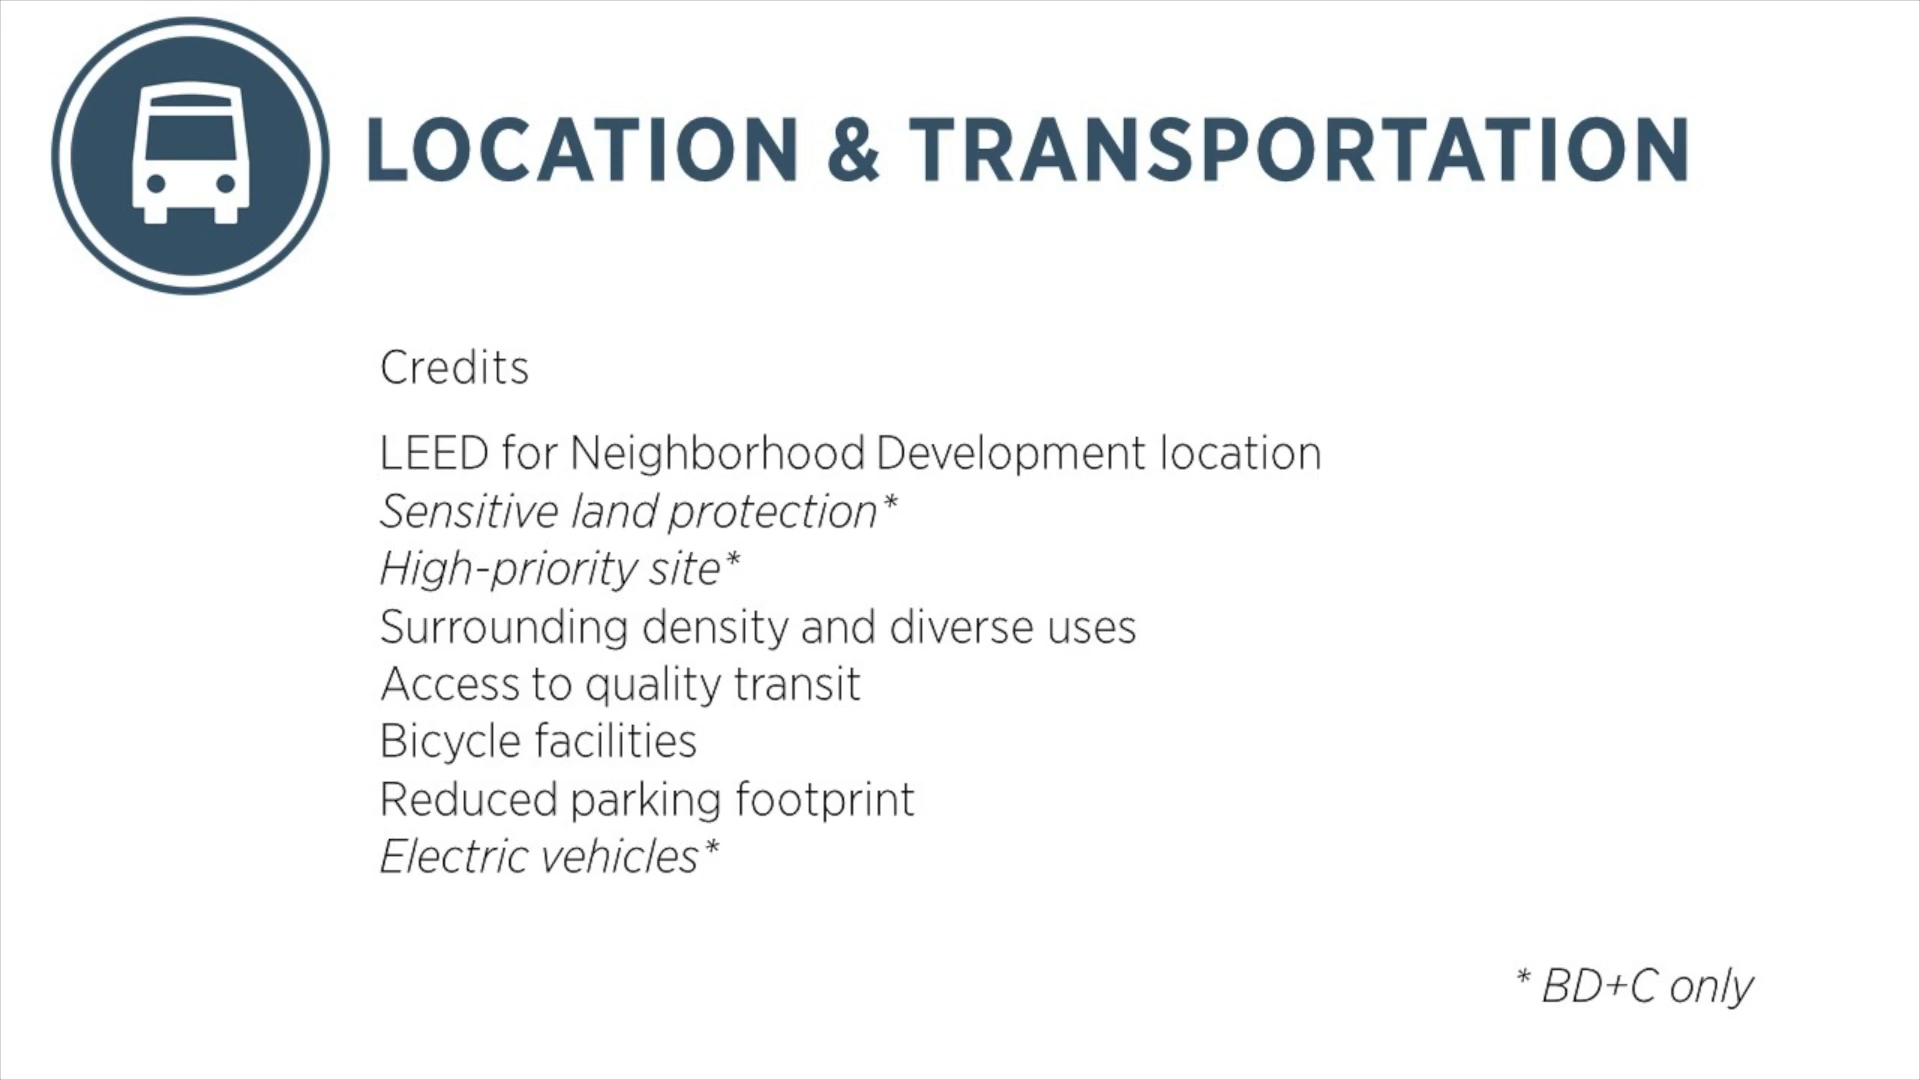 LOCATION & TRANSPORTATION
Credits
LEED for Neighborhood Development location
Sensitive land protection*
High-priority site*
Surrounding density and diverse uses
Access to quality transit
Bicycle facilities
Reduced parking footprint
Electric vehicles*
* BD+C only